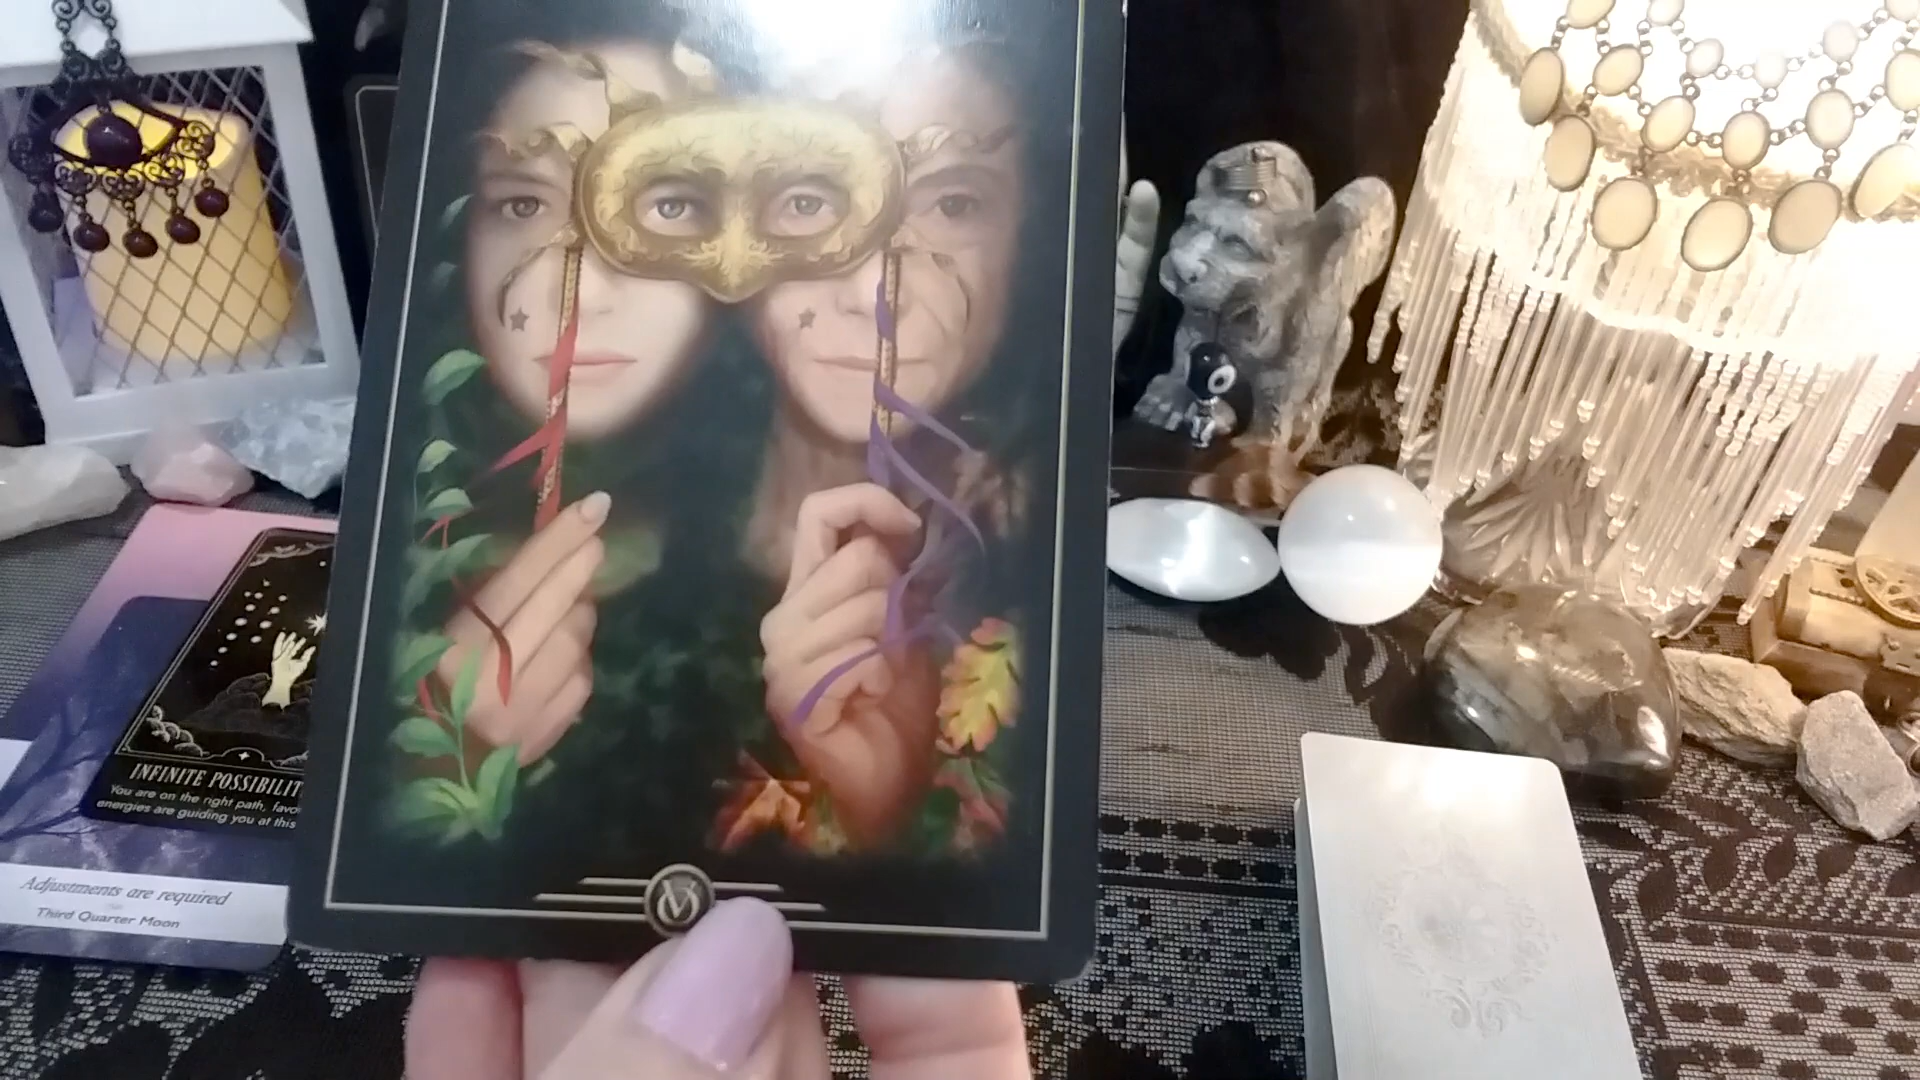 INFINITE POSSIBILIT
You are on the right path, favo
energies are guiding you at this
Adjustments are required
Third Quarter Moon